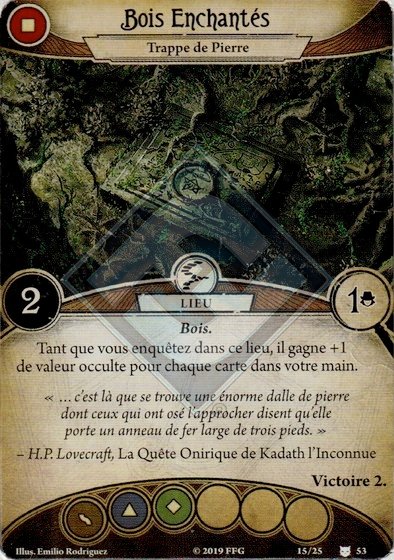 Bois Enchantés
Trappe de Pierre
2
LIEU
1
Bois.
Tant que vous enquêtez dans ce lieu, il gagne +1
de valeur occulte pour chaque carte dans votre main.
« … c'est là que se trouve une énorme dalle de pierre
dont ceux qui ont osé l'approcher disent qu'elle
porte un anneau de fer large de trois pieds. »
– H.P. Lovecraft, La Quête Onirique de Kadath l'Inconnue
Victoire 2.
Illus. Emilio Rodriguez
© 2019 FFG
15/25
53